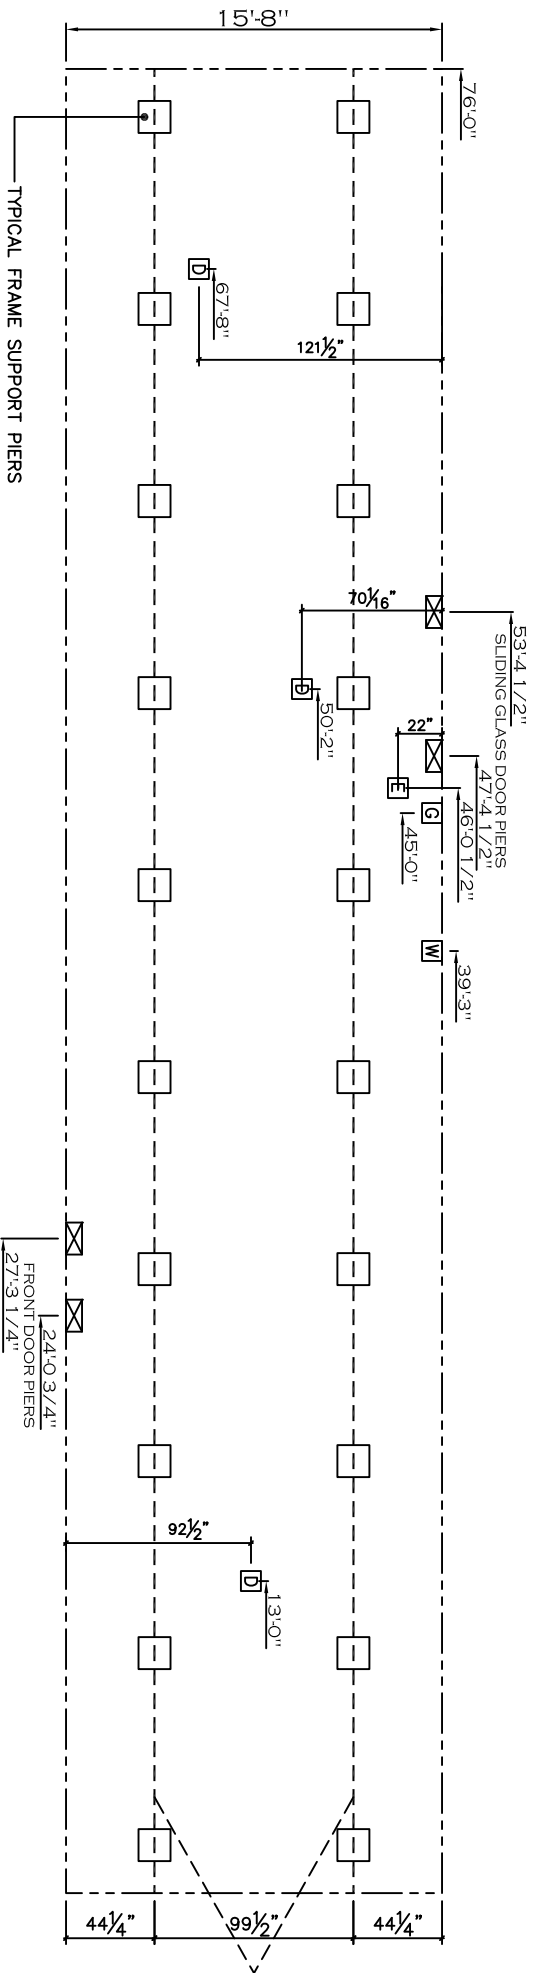 15'-8"
76'-0"
TYPICAL FRAME SUPPORT PIERS
D
67'-8"
121½"
70 1/16"
53'-4 1/2"
SLIDING GLASS DOOR PIERS
D
50'-2"
22"
47'-4 1/2"
E
46'-0 1/2"
G
45'-0"
W
39'-3"
27'-3 1/4"
FRONT DOOR PIERS
24'-0 3/4"
92½"
D
13'-0"
44¼"
99½"
44¼"